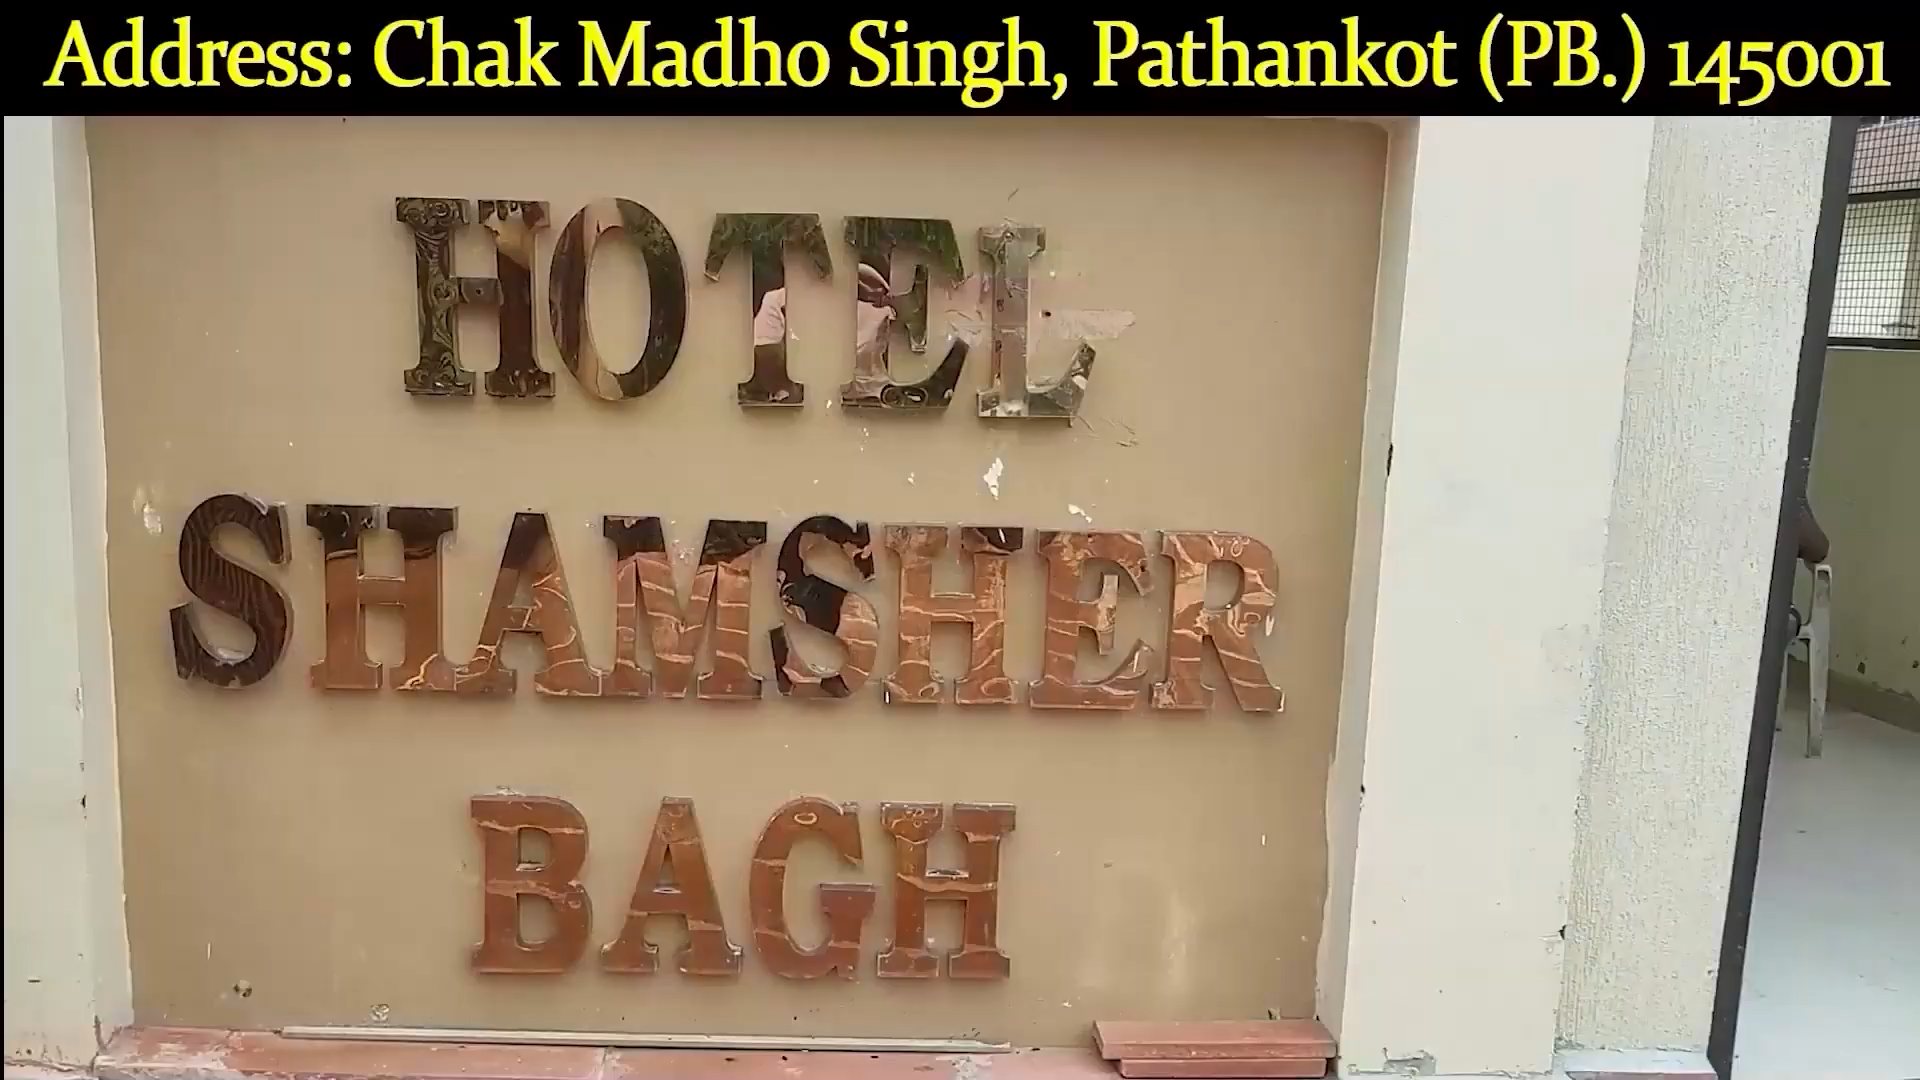 Address: Chak Madho Singh, Pathankot (PB.) 145001
HOTEL
SHAMSHER
BAGH